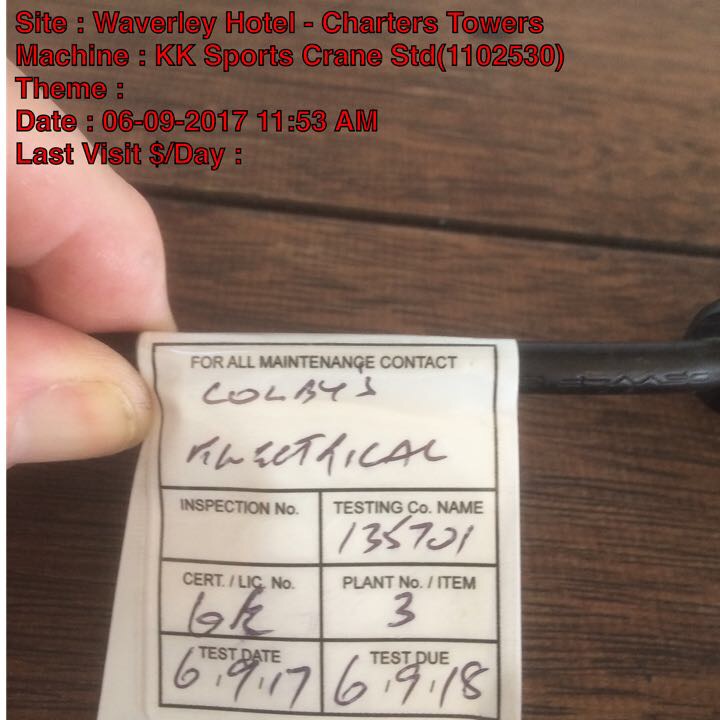 Site : Waverley Hotel - Charters Towers
Machine : KK Sports Crane Std(1102530)
Theme :
Date : 06-09-2017 11:53 AM
Last Visit $/Day :
FOR ALL MAINTENANCE CONTACT
COLBY'S
ELECTRICAL
INSPECTION No.
TESTING Co. NAME
135701
CERT. / LIC. No.
PLANT No. / ITEM
3
TEST DATE
6.9.17
TEST DUE
6.9.18